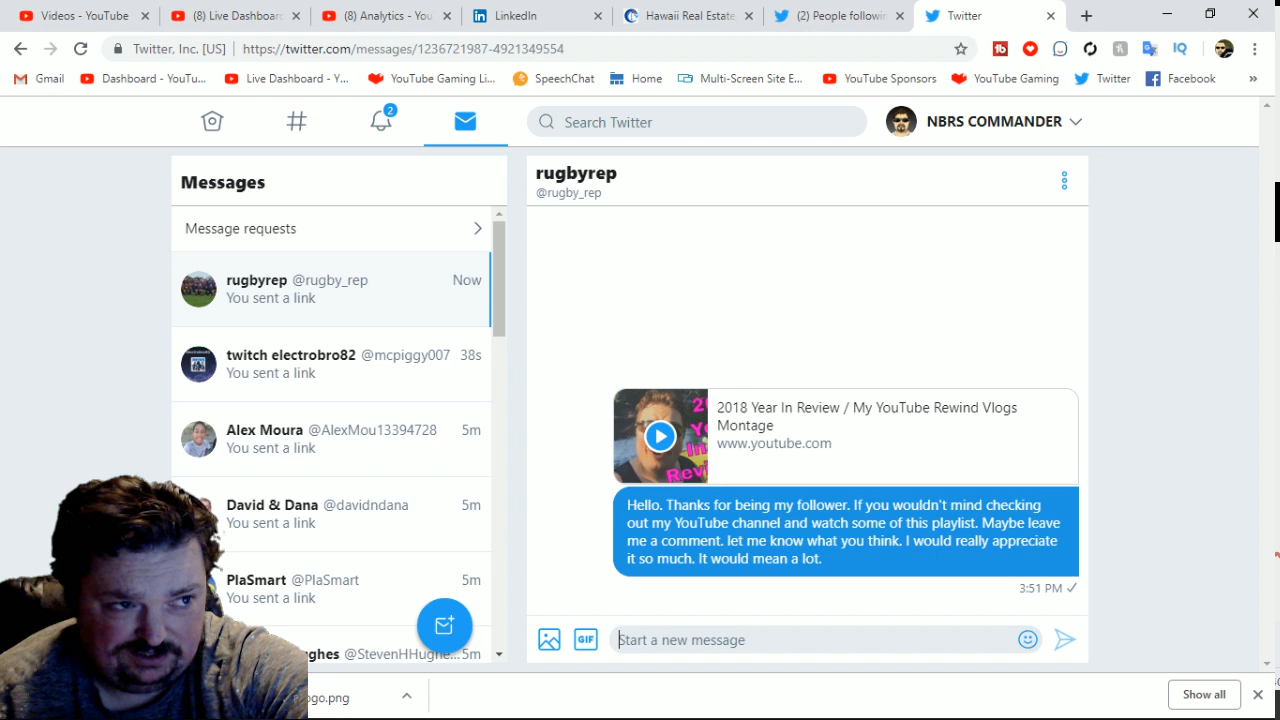 Videos - YouTube
(8) Live Dashboar
(8) Analytics - You
LinkedIn
Hawaii Real Estate
(2) People followin
Twitter
Twitter, Inc. [US]
https://twitter.com/messages/1236721987-4921349554
Gmail
Dashboard - YouTu...
Live Dashboard - Y...
YouTube Gaming Li...
SpeechChat
Home
Multi-Screen Site E...
YouTube Sponsors
YouTube Gaming
Twitter
Facebook
»
2
Search Twitter
NBRS COMMANDER
Messages
Message requests
rugbyrep @rugby_rep Now
You sent a link
twitch electrobro82 @mcpiggy007 38s
You sent a link
Alex Moura @AlexMou13394728 5m
You sent a link
David & Dana @davidndana 5m
You sent a link
PlaSmart @PlaSmart 5m
You sent a link
ghes @StevenHHughe... 5m
rugbyrep
@rugby_rep
2018 Year In Review / My YouTube Rewind Vlogs
Montage
www.youtube.com
Hello. Thanks for being my follower. If you wouldn't mind checking
out my YouTube channel and watch some of this playlist. Maybe leave
me a comment. let me know what you think. I would really appreciate
it so much. It would mean a lot.
3:51 PM
GIF
Start a new message
ogo.png
Show all